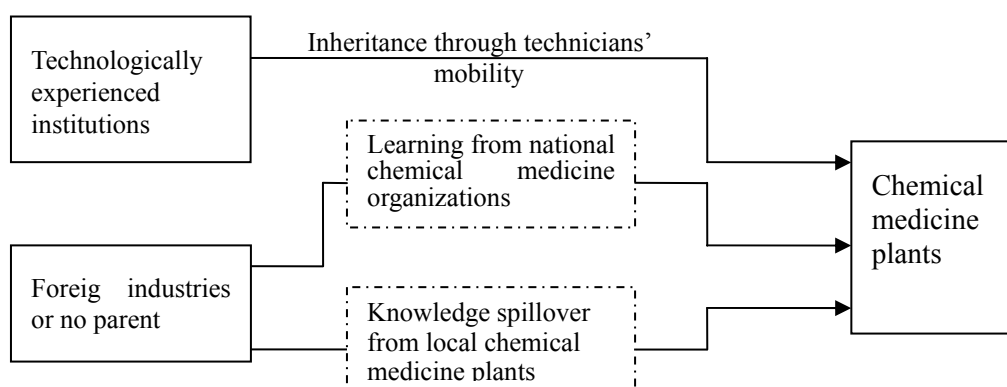 Technologically
experienced
institutions
Inheritance through technicians’
mobility
Learning from national
chemical medicine
organizations
Chemical
medicine
plants
Foreig industries
or no parent
Knowledge spillover
from local chemical
medicine plants